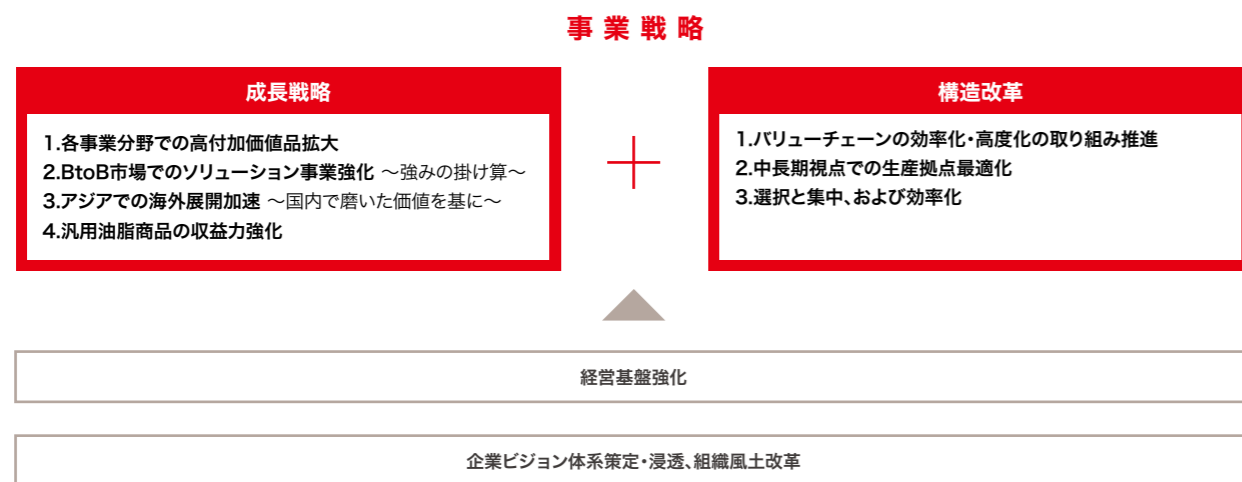 事業戦略
成長戦略
1.各事業分野での高付加価値品拡大
2.BtoB市場でのソリューション事業強化 ～強みの掛け算～
3.アジアでの海外展開加速 ～国内で磨いた価値を基に～
4.汎用油脂商品の収益力強化
構造改革
1.バリューチェーンの効率化・高度化の取り組み推進
2.中長期視点での生産拠点最適化
3.選択と集中、および効率化
経営基盤強化
企業ビジョン体系策定・浸透、組織風土改革